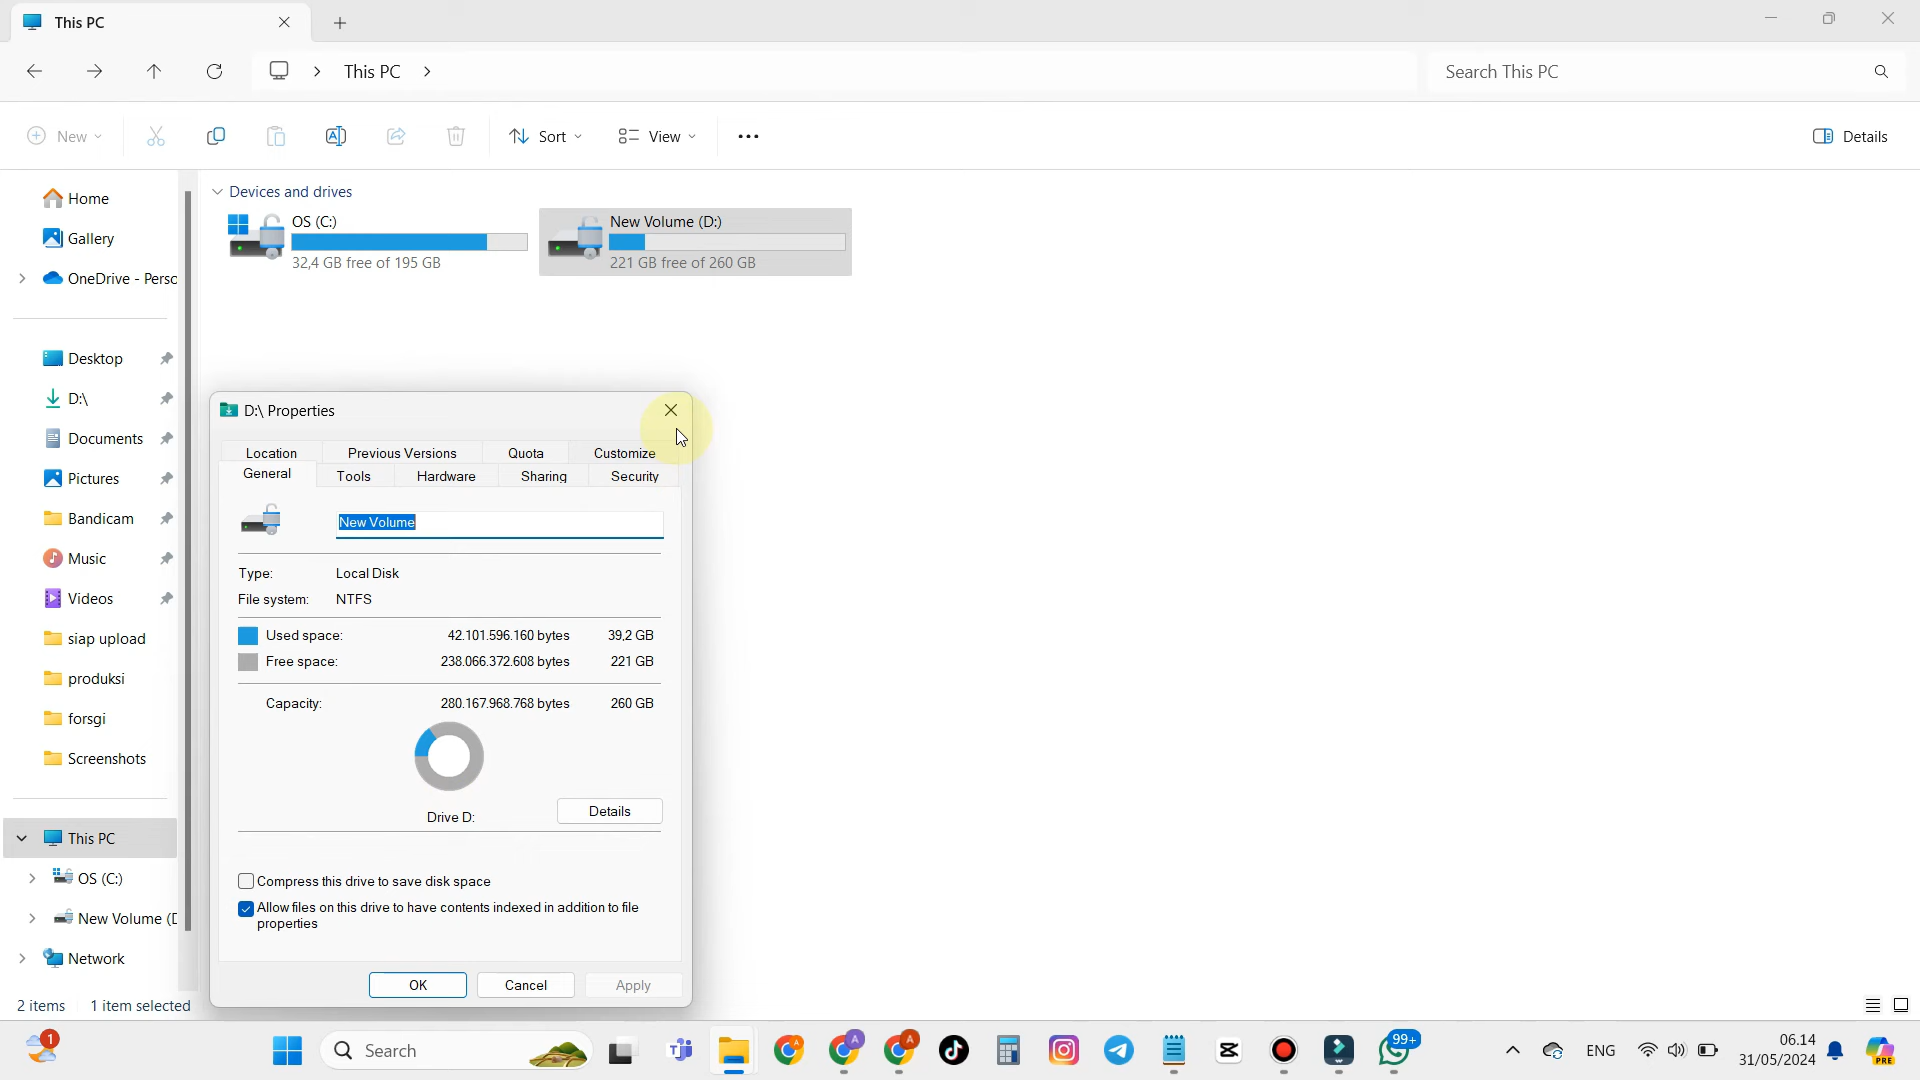 This PC
This PC
Search This PC
New
Sort
View
Details
Home
Gallery
OneDrive - Perso
Desktop
D:\
Documents
Pictures
Bandicam
Music
Videos
siap upload
produksi
forsgi
Screenshots
This PC
OS (C:)
New Volume (D
Network
2 items 1 item selected
Devices and drives
OS (C:)
32,4 GB free of 195 GB
New Volume (D:)
221 GB free of 260 GB
D:\ Properties
Location Previous Versions Quota Customize
General Tools Hardware Sharing Security
New Volume
Type: Local Disk
File system: NTFS
Used space: 42.101.596.160 bytes 39,2 GB
Free space: 238.066.372.608 bytes 221 GB
Capacity: 280.167.968.768 bytes 260 GB
Drive D:
Details
Compress this drive to save disk space
Allow files on this drive to have contents indexed in addition to file
properties
OK Cancel Apply
1
Search
A
A
A
99+
ENG
06.14
31/05/2024
PRE